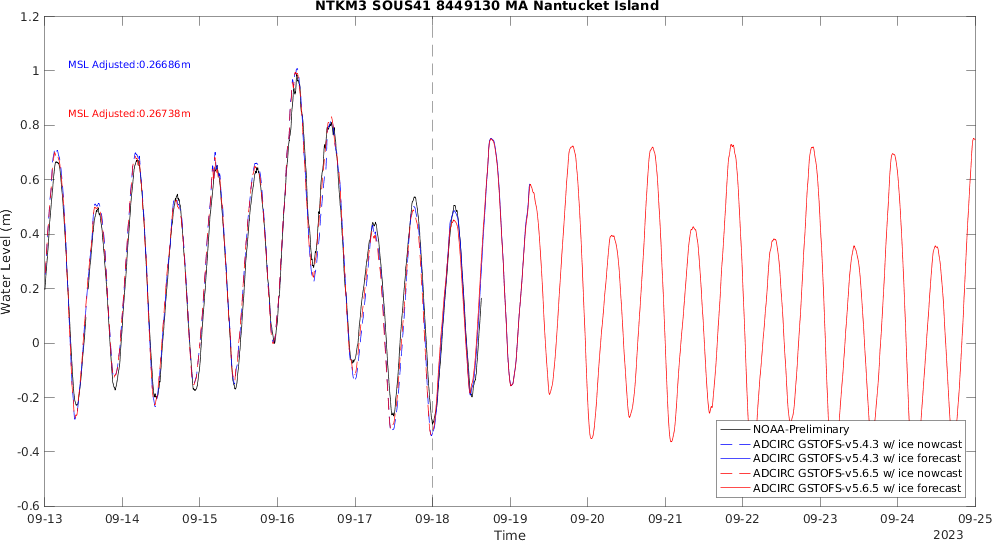 NTKM3 SOUS41 8449130 MA Nantucket Island
1.2
1
0.8
0.6
0.4
0.2
0
-0.2
-0.4
-0.6
Water Level (m)
MSL Adjusted:0.26686m
MSL Adjusted:0.26738m
NOAA-Preliminary
ADCIRC GSTOFS-v5.4.3 w/ ice nowcast
ADCIRC GSTOFS-v5.4.3 w/ ice forecast
ADCIRC GSTOFS-v5.6.5 w/ ice nowcast
ADCIRC GSTOFS-v5.6.5 w/ ice forecast
09-13 09-14 09-15 09-16 09-17 09-18 09-19 09-20 09-21 09-22 09-23 09-24 09-25
Time
2023